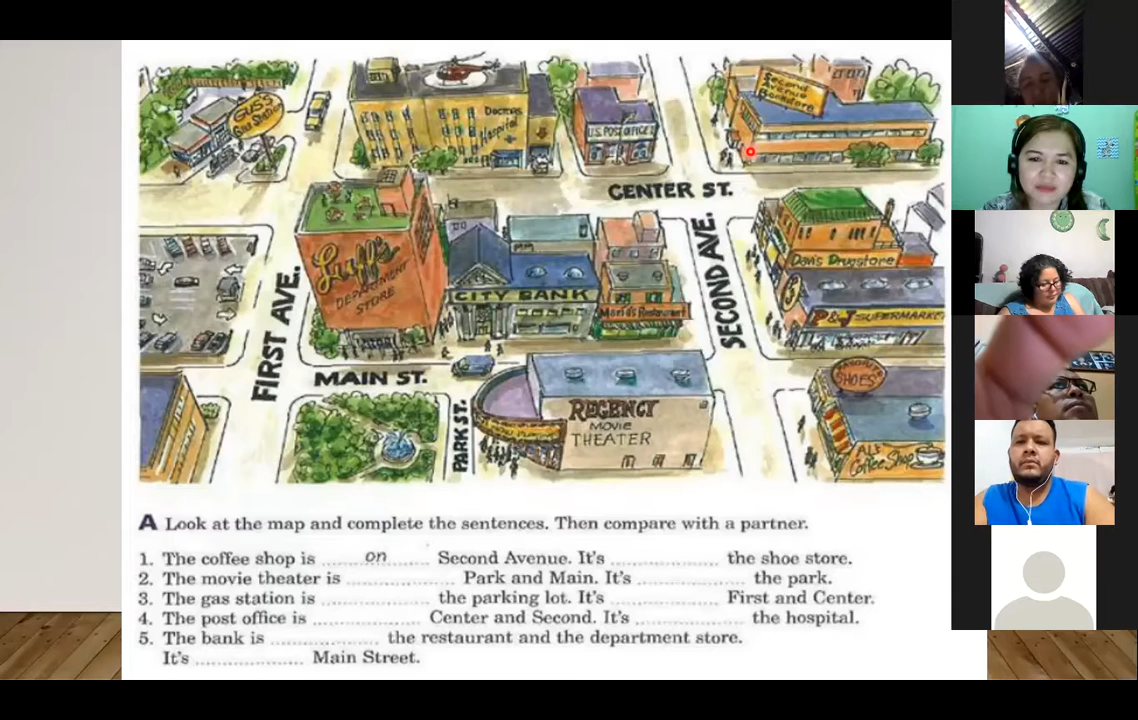 GUS'S
Gas Station
Doctors
Hospital
U.S. POST OFFICE
Second
Avenue
Bookstore
CENTER ST.
Luff's
DEPARTMENT
STORE
CITY BANK
Maria's Restaurant
Dan's Drugstore
P&J SUPERMARKET
FIRST AVE.
SECOND AVE.
MAIN ST.
PARK ST.
REGENCY
MOVIE
THEATER
SHOES
AL's
Coffee Shop
A Look at the map and complete the sentences. Then compare with a partner.
1. The coffee shop is on Second Avenue. It's .................... the shoe store.
2. The movie theater is .................... Park and Main. It's .................... the park.
3. The gas station is .................... the parking lot. It's .................... First and Center.
4. The post office is .................... Center and Second. It's .................... the hospital.
5. The bank is .................... the restaurant and the department store.
It's .................... Main Street.